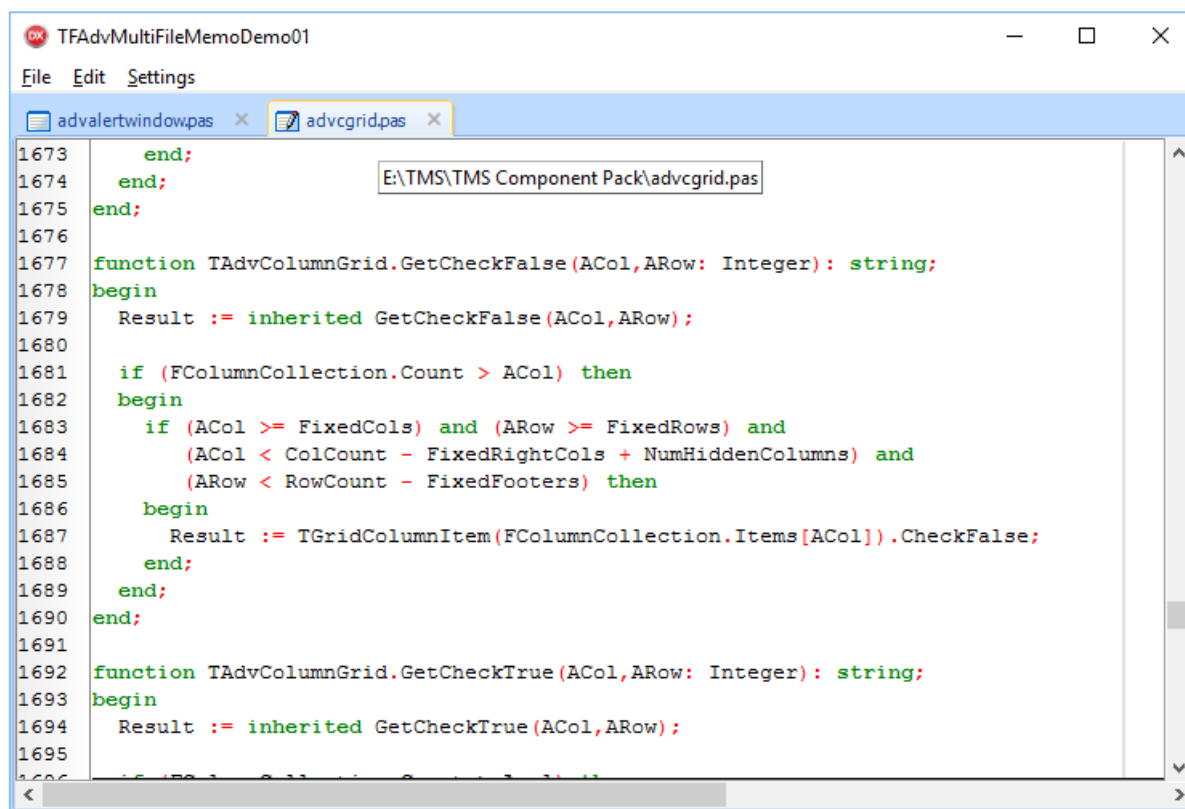 TFAdvMultiFileMemoDemo01
File Edit Settings
advalertwindow.pas advcgrid.pas
1673 end;
E:\TMS\TMS Component Pack\advcgrid.pas
1674 end;
1675 end;
1676
1677 function TAdvColumnGrid.GetCheckFalse(ACol,ARow: Integer): string;
1678 begin
1679 Result := inherited GetCheckFalse(ACol,ARow);
1680
1681 if (FColumnCollection.Count > ACol) then
1682 begin
1683 if (ACol >= FixedCols) and (ARow >= FixedRows) and
1684 (ACol < ColCount - FixedRightCols + NumHiddenColumns) and
1685 (ARow < RowCount - FixedFooters) then
1686 begin
1687 Result := TGridColumnItem(FColumnCollection.Items[ACol]).CheckFalse;
1688 end;
1689 end;
1690 end;
1691
1692 function TAdvColumnGrid.GetCheckTrue(ACol,ARow: Integer): string;
1693 begin
1694 Result := inherited GetCheckTrue(ACol,ARow);
1695